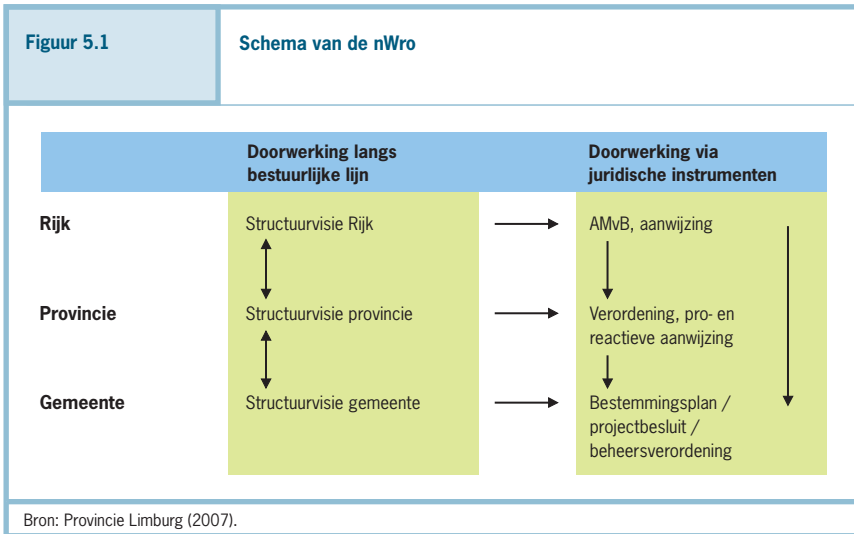 Figuur 5.1
Schema van de nWro
Doorwerking langs
bestuurlijke lijn
Doorwerking via
juridische instrumenten
Rijk
Structuurvisie Rijk
AMvB, aanwijzing
Provincie
Structuurvisie provincie
Verordening, pro- en
reactieve aanwijzing
Gemeente
Structuurvisie gemeente
Bestemmingsplan /
projectbesluit /
beheersverordening
Bron: Provincie Limburg (2007).